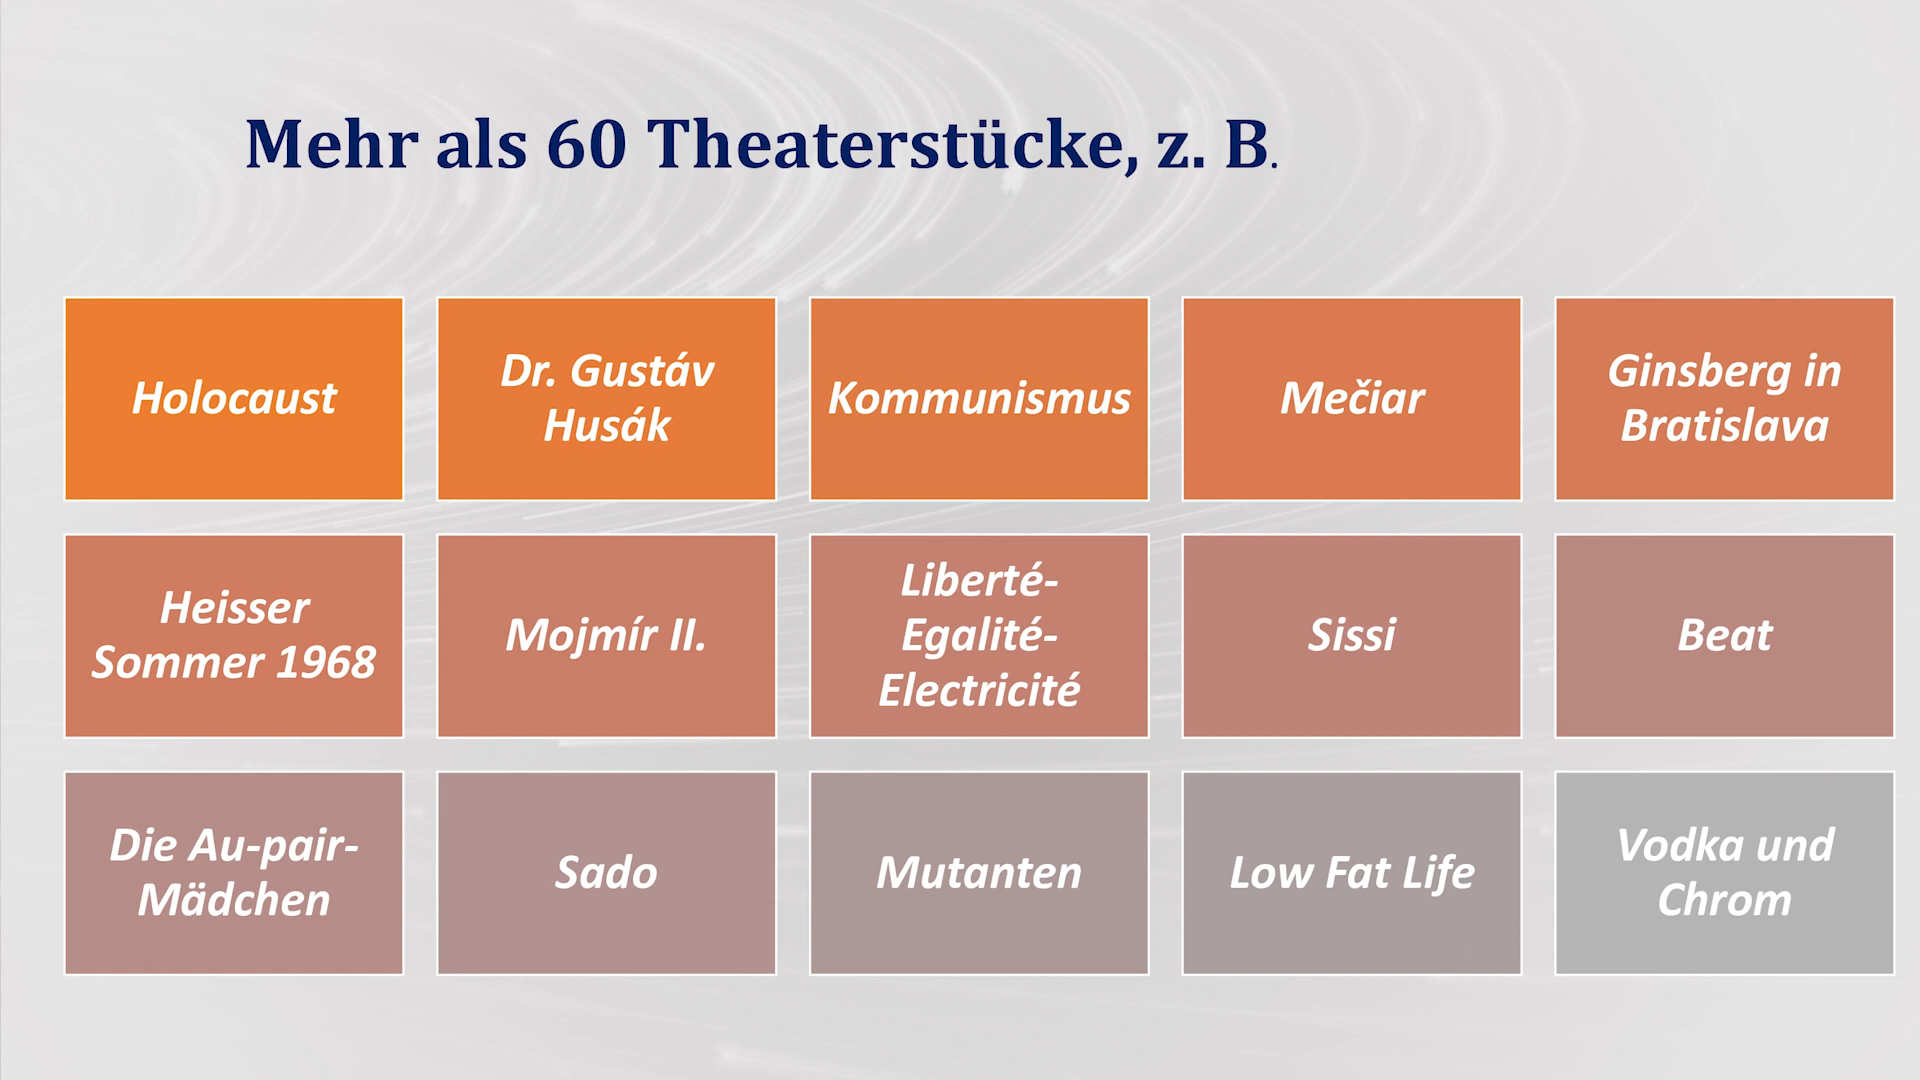 Mehr als 60 Theaterstücke, z. B.
Holocaust
Dr. Gustáv
Husák
Kommunismus
Mečiar
Ginsberg in
Bratislava
Heisser
Sommer 1968
Mojmír II.
Liberté-
Egalité-
Electricité
Sissi
Beat
Die Au-pair-
Mädchen
Sado
Mutanten
Low Fat Life
Vodka und
Chrom